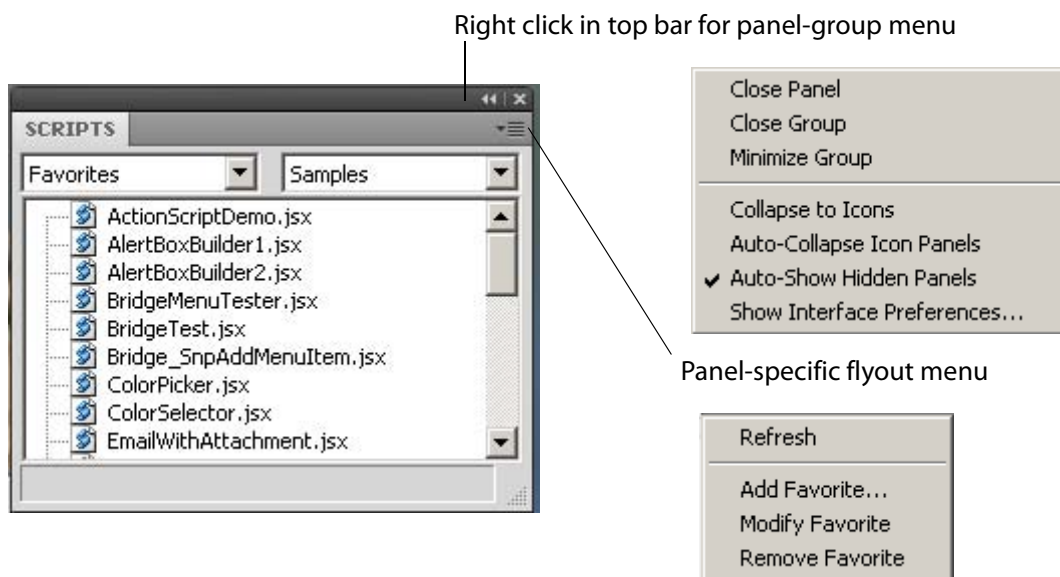 Right click in top bar for panel-group menu
SCRIPTS
Favorites
Samples
ActionScriptDemo.jsx
AlertBoxBuilder1.jsx
AlertBoxBuilder2.jsx
BridgeMenuTester.jsx
BridgeTest.jsx
Bridge_SnpAddMenuItem.jsx
ColorPicker.jsx
ColorSelector.jsx
EmailWithAttachment.jsx
Close Panel
Close Group
Minimize Group
Collapse to Icons
Auto-Collapse Icon Panels
Auto-Show Hidden Panels
Show Interface Preferences...
Panel-specific flyout menu
Refresh
Add Favorite...
Modify Favorite
Remove Favorite